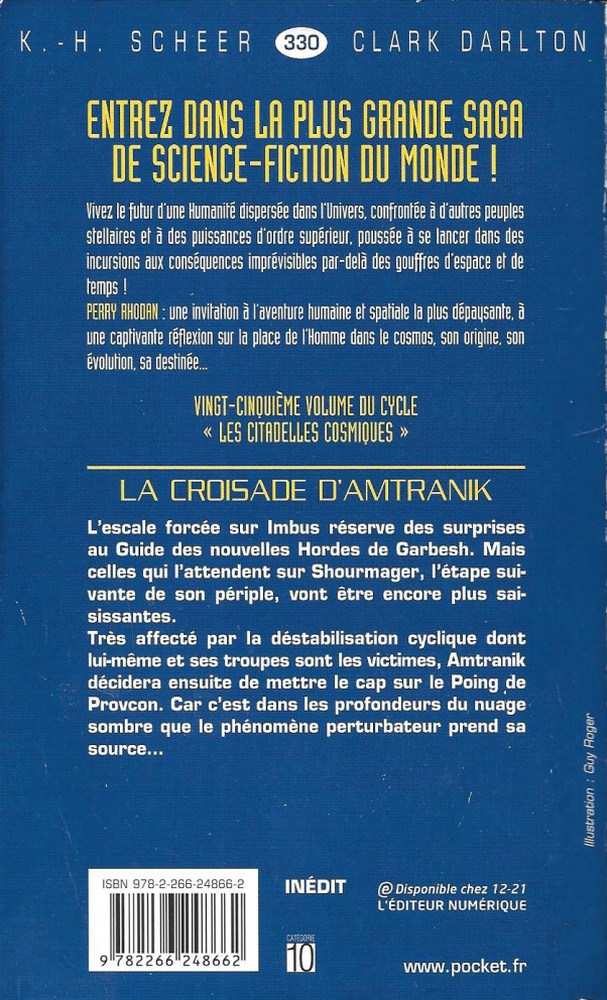 K.-H. SCHEER 330 CLARK DARLTON
ENTREZ DANS LA PLUS GRANDE SAGA
DE SCIENCE-FICTION DU MONDE !
Vivez le futur d'une Humanité dispersée dans l'Univers, confrontée à d'autres peuples
stellaires et à des puissances d'ordre supérieur, poussée à se lancer dans des
incursions aux conséquences imprévisibles par-delà des gouffres d'espace et de
temps !
PERRY RHODAN : une invitation à l'aventure humaine et spatiale la plus dépaysante, à
une captivante réflexion sur la place de l'Homme dans le cosmos, son origine, son
évolution, sa destinée...
VINGT-CINQUIÈME VOLUME DU CYCLE
« LES CITADELLES COSMIQUES »
LA CROISADE D'AMTRANIK
L'escale forcée sur Imbus réserve des surprises
au Guide des nouvelles Hordes de Garbesh. Mais
celles qui l'attendent sur Shourmager, l'étape sui-
vante de son périple, vont être encore plus sai-
sissantes.
Très affecté par la déstabilisation cyclique dont
lui-même et ses troupes sont les victimes, Amtranik
décidera ensuite de mettre le cap sur le Poing de
Provcon. Car c'est dans les profondeurs du nuage
sombre que le phénomène perturbateur prend sa
source...
Illustration : Guy Roger
ISBN 978-2-266-24866-2
9 782266 248662
INÉDIT
CATÉGORIE
10
@ Disponible chez 12-21
L'ÉDITEUR NUMÉRIQUE
www.pocket.fr